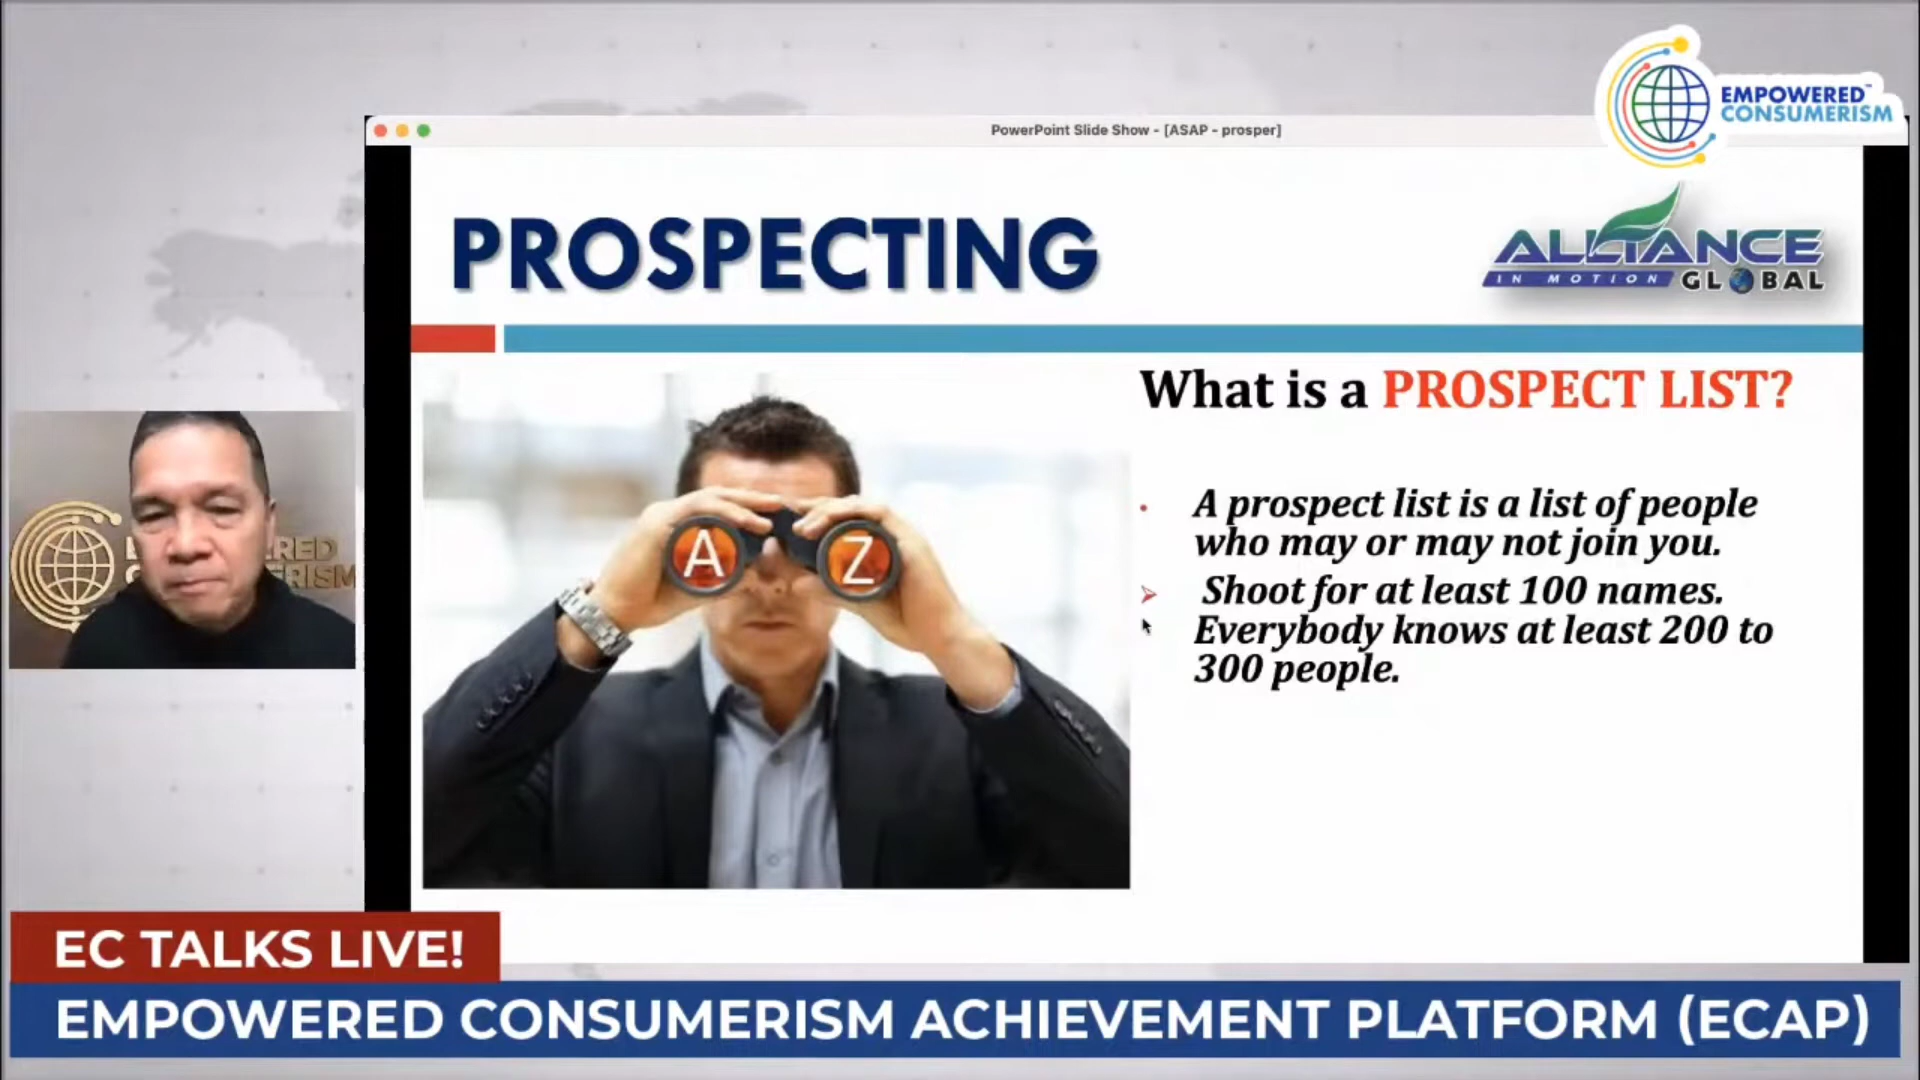 EMPOWERED™
CONSUMERISM
PowerPoint Slide Show - [ASAP - prosper]
PROSPECTING
ALLIANCE
IN MOTION GLOBAL
What is a PROSPECT LIST?
A prospect list is a list of people
who may or may not join you.
Shoot for at least 100 names.
Everybody knows at least 200 to
300 people.
A Z
EC TALKS LIVE!
EMPOWERED CONSUMERISM ACHIEVEMENT PLATFORM (ECAP)